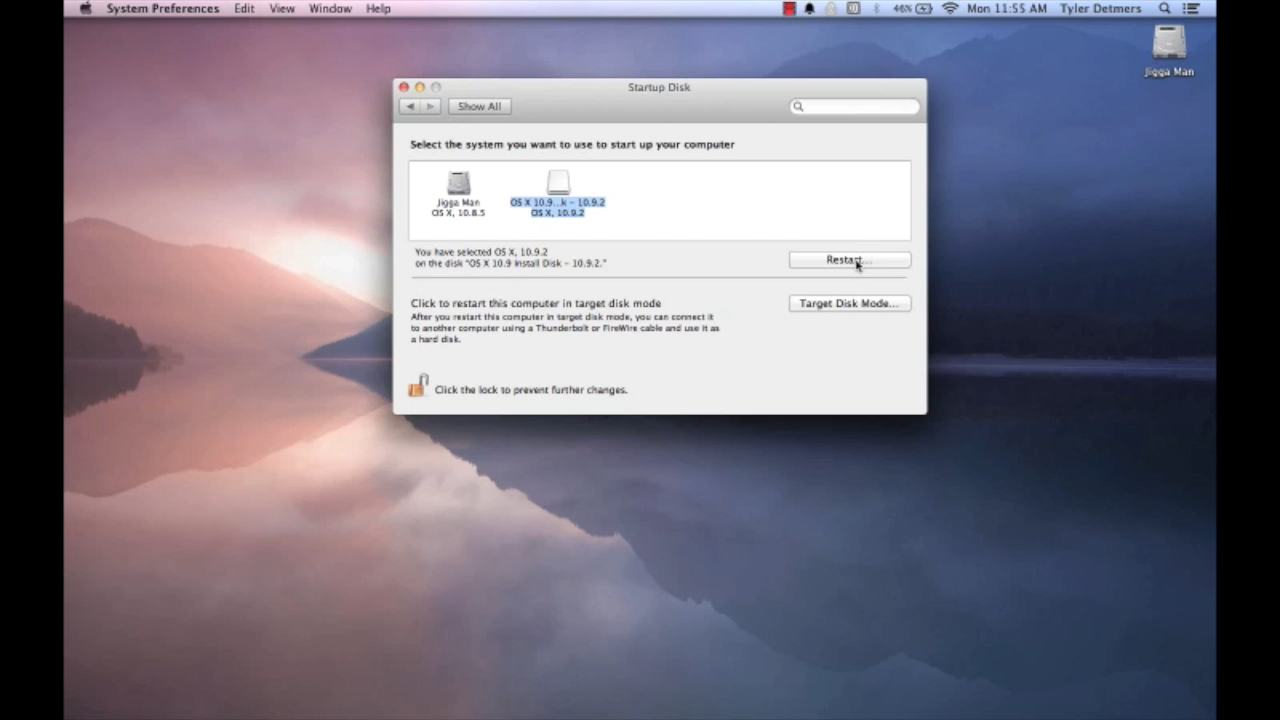 System Preferences Edit View Window Help 46% Mon 11:55 AM Tyler Detmers
Jigga Man
Startup Disk
Show All
Select the system you want to use to start up your computer
Jigga Man
OS X, 10.8.5
OS X 10.9...k – 10.9.2
OS X, 10.9.2
You have selected OS X, 10.9.2
on the disk "OS X 10.9 Install Disk – 10.9.2."
Restart...
Click to restart this computer in target disk mode
Target Disk Mode...
After you restart this computer in target disk mode, you can connect it
to another computer using a Thunderbolt or FireWire cable and use it as
a hard disk.
Click the lock to prevent further changes.